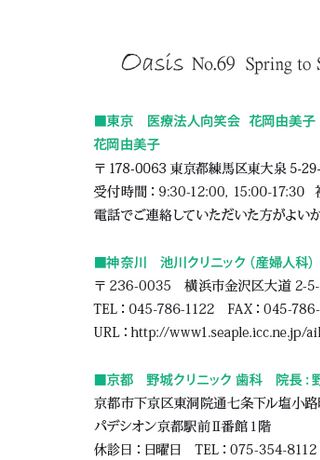 Oasis No.69 Spring to
■東京　医療法人向笑会　花岡由美子
花岡由美子
〒178-0063 東京都練馬区東大泉 5-29-
受付時間：9:30-12:00, 15:00-17:30
電話でご連絡していただいた方がよいか
■神奈川　池川クリニック（産婦人科）
〒236-0035　横浜市金沢区大道 2-5-
TEL：045-786-1122　FAX：045-786-
URL：http://www1.seaple.icc.ne.jp/ail
■京都　野城クリニック 歯科　院長：野
京都市下京区東洞院通七条下ル塩小路
パデシオン京都駅前Ⅱ番館 1階
休診日：日曜日　TEL：075-354-8112